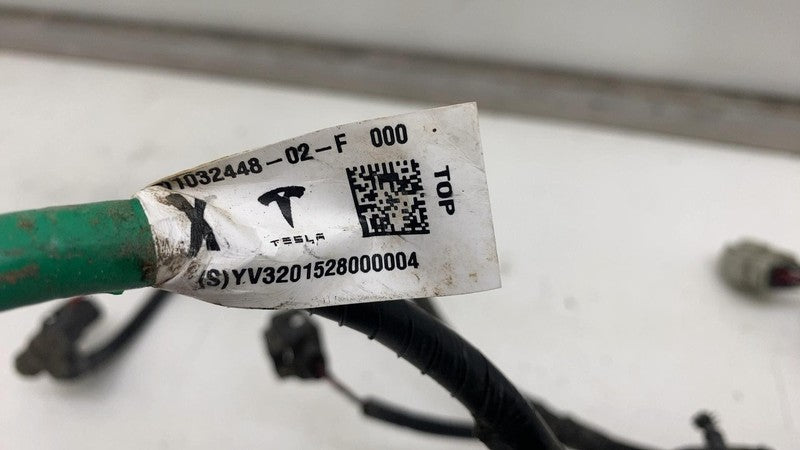 1032448-02-F 000
X
TESLA
TOP
(S)YV3201528000004